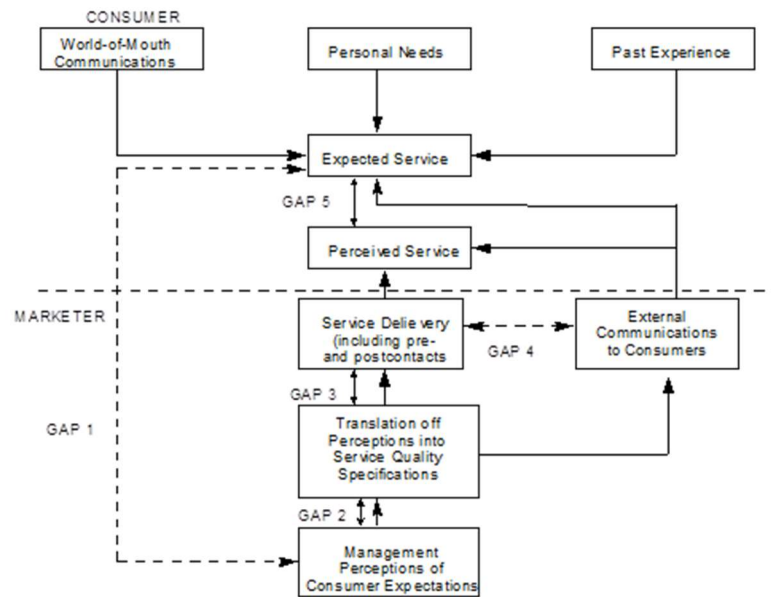 CONSUMER
World-of-Mouth
Communications
Personal Needs
Past Experience
Expected Service
GAP 5
Perceived Service
MARKETER
Service Delievery
(including pre-
and postcontacts
GAP 4
External
Communications
to Consumers
GAP 3
GAP 1
Translation off
Perceptions into
Service Quality
Specifications
GAP 2
Management
Perceptions of
Consumer Expectations